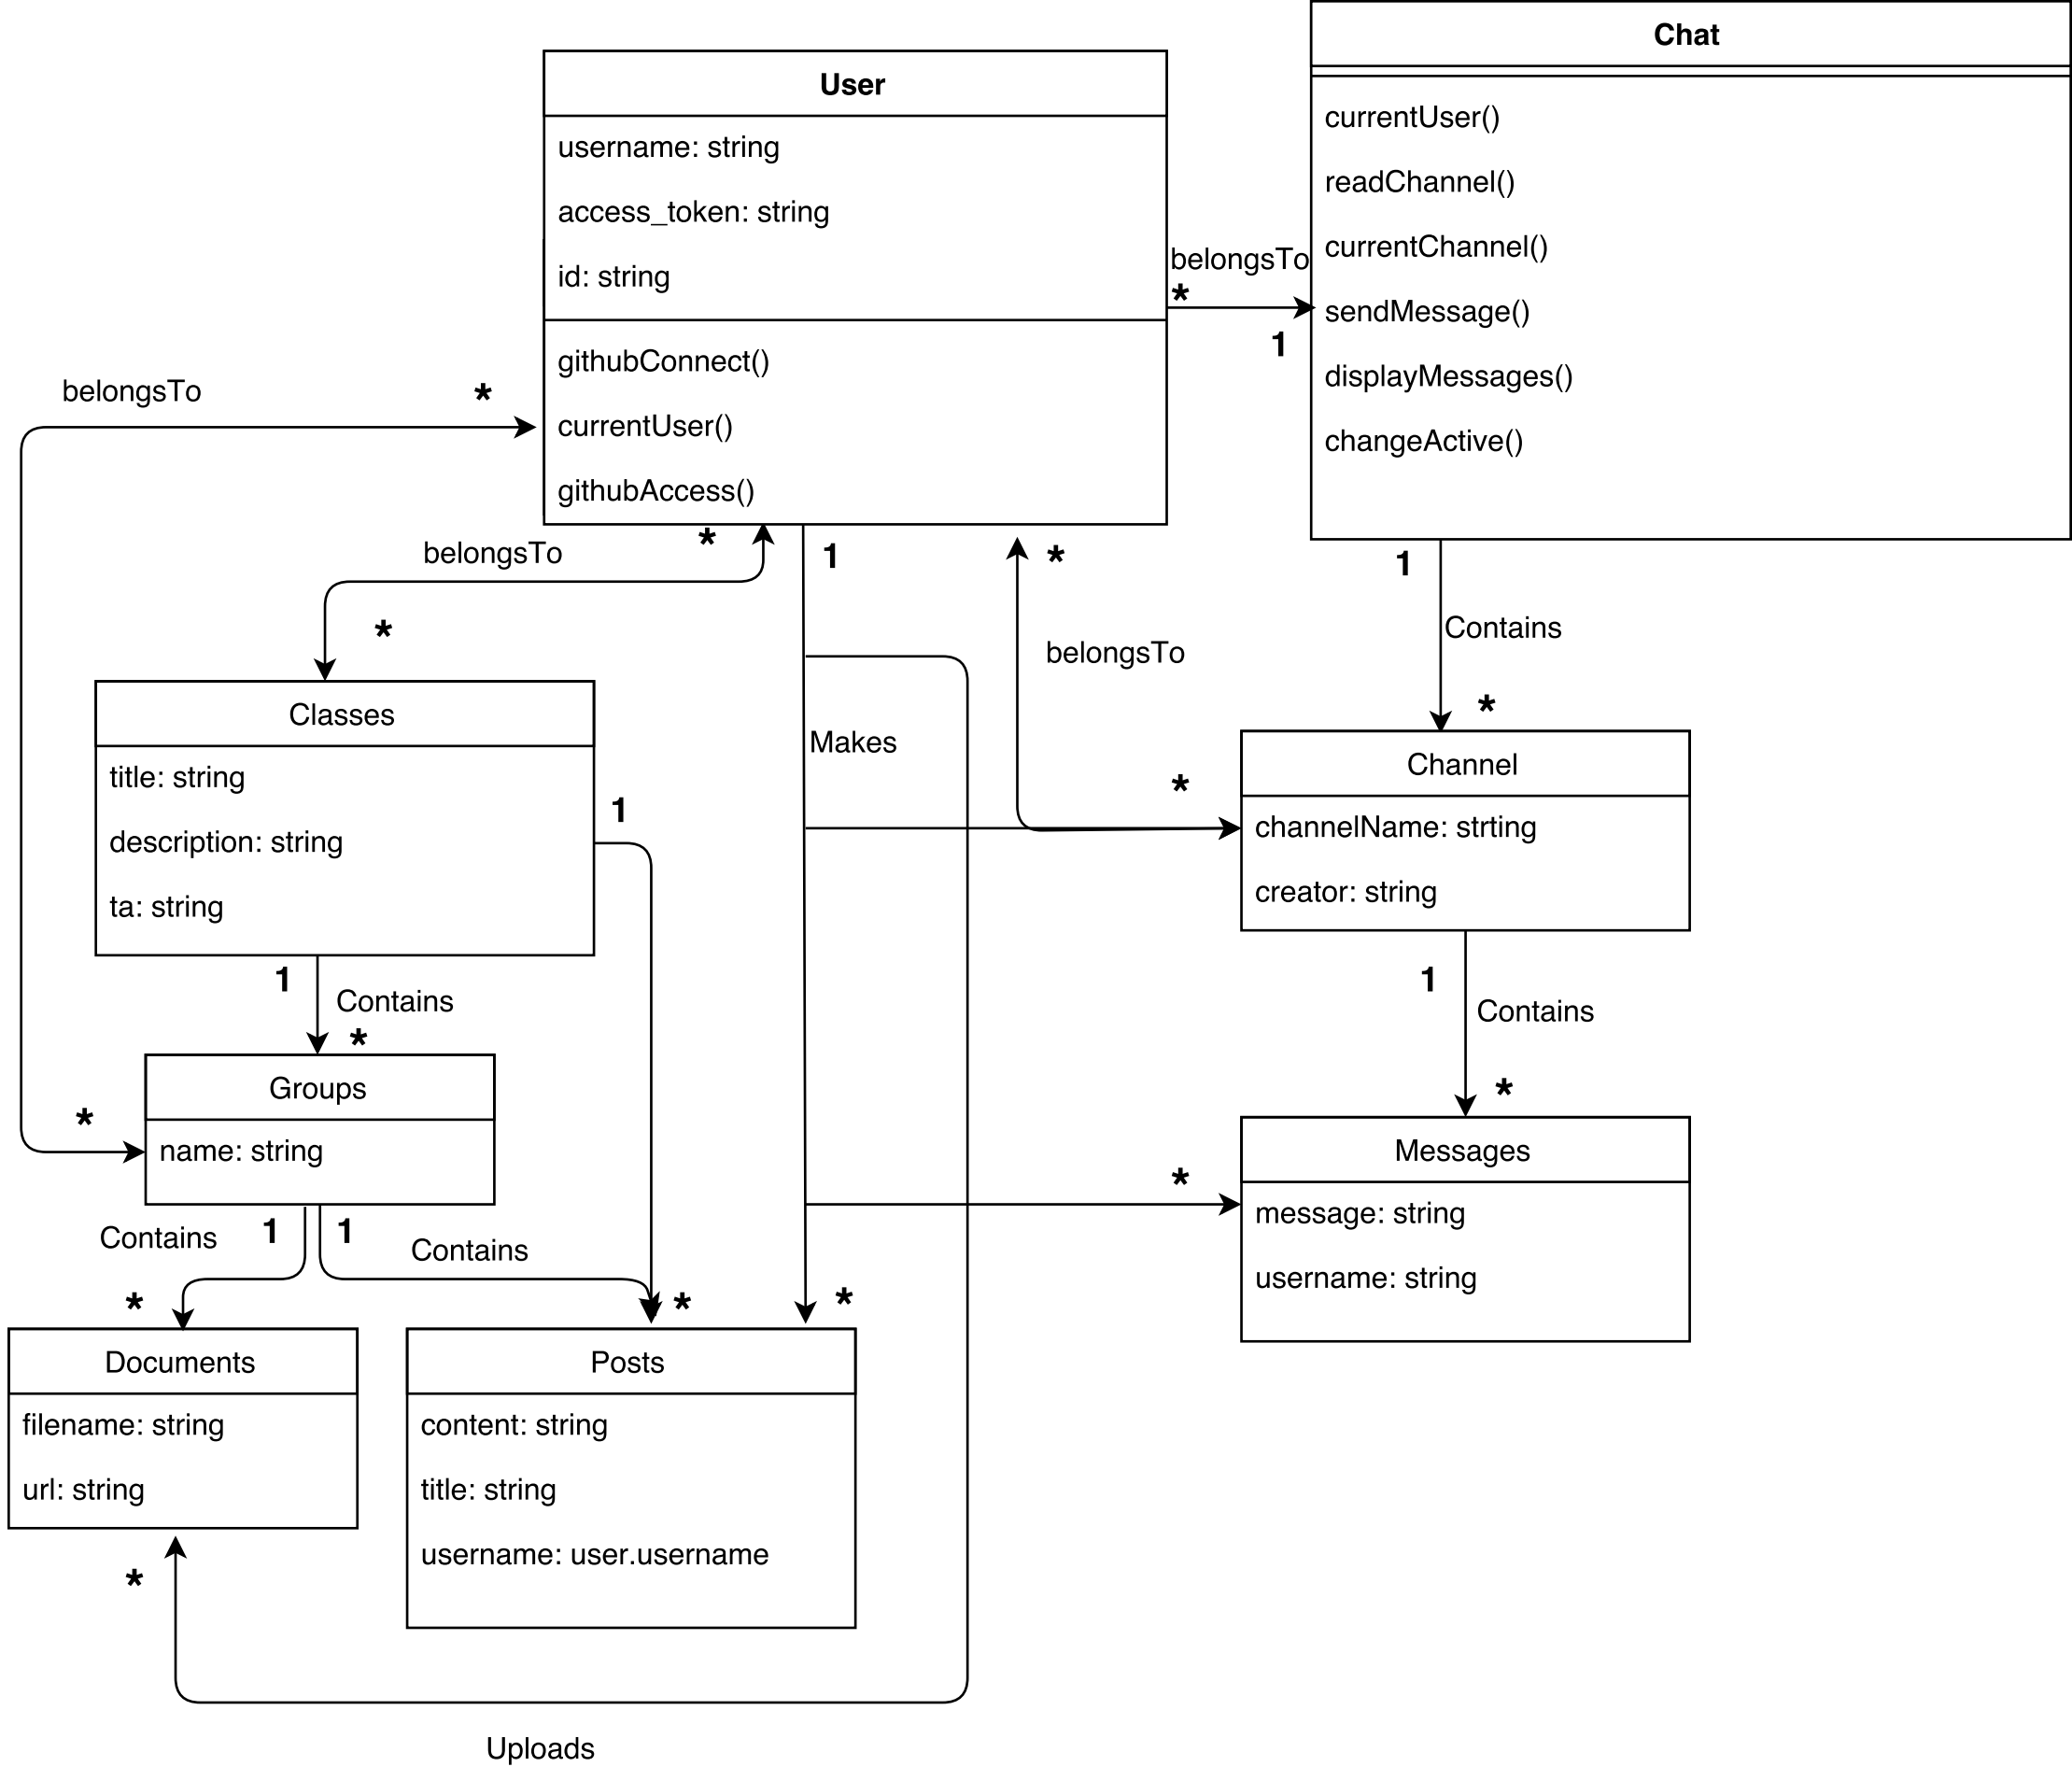 Chat
currentUser()
readChannel()
currentChannel()
sendMessage()
displayMessages()
changeActive()
User
username: string
access_token: string
id: string
githubConnect()
currentUser()
githubAccess()
belongsTo
*
1
belongsTo
*
*
belongsTo
*
*
1
*
belongsTo
*
1
Contains
*
Makes
Classes
title: string
description: string
ta: string
1
Channel
channelName: strting
creator: string
1
Contains
*
1
Contains
*
Groups
name: string
*
Messages
message: string
username: string
*
Contains
1
1
Contains
*
*
*
Documents
filename: string
url: string
Posts
content: string
title: string
username: user.username
*
Uploads